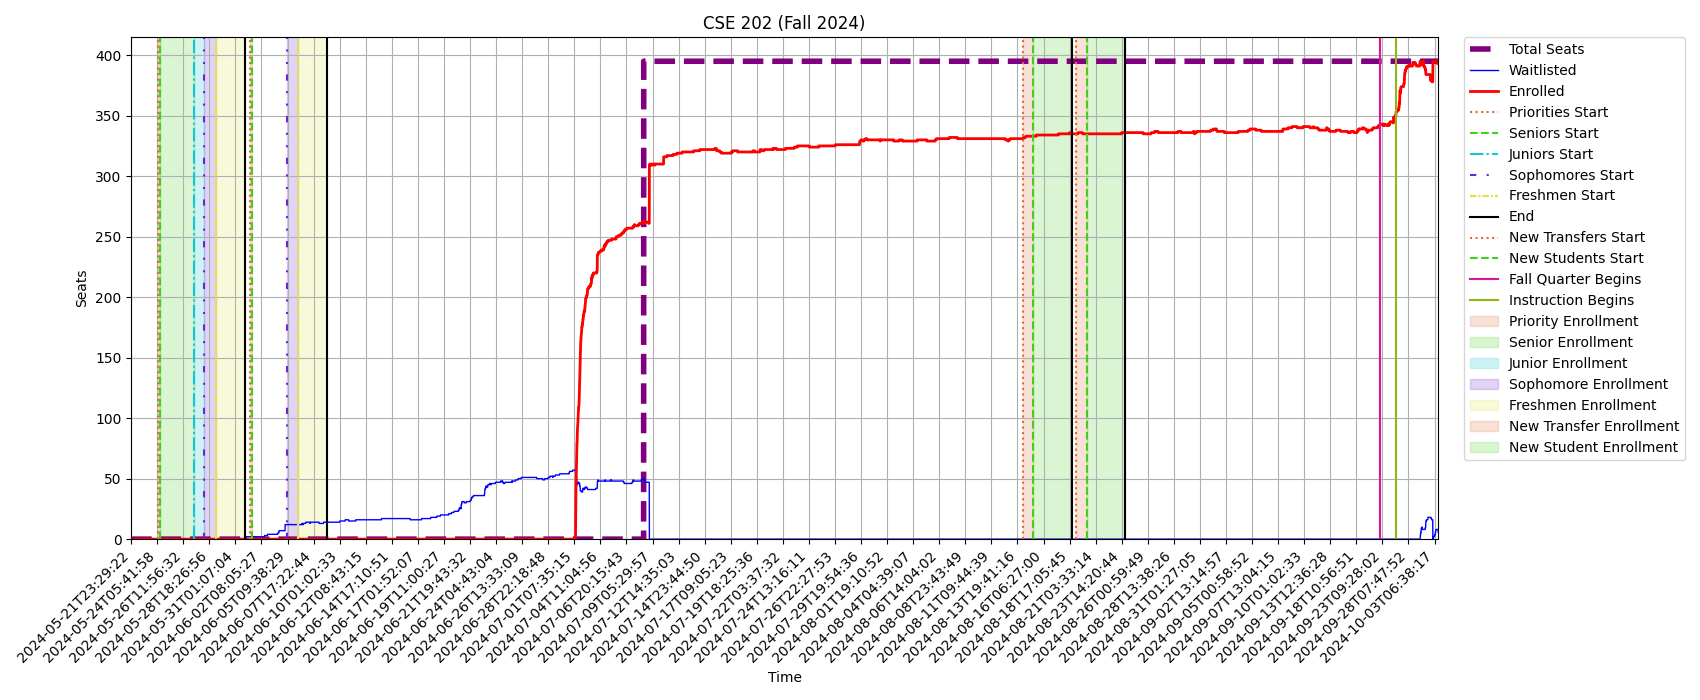 CSE 202 (Fall 2024)
Seats
400
350
300
250
200
150
100
50
0
2024-05-21T23:29:22
2024-05-24T05:41:58
2024-05-26T11:56:32
2024-05-28T18:26:56
2024-05-31T01:07:04
2024-06-02T08:05:27
2024-06-05T09:38:29
2024-06-07T17:22:44
2024-06-10T01:02:33
2024-06-12T08:43:15
2024-06-14T17:10:51
2024-06-17T01:52:07
2024-06-19T11:00:27
2024-06-21T19:43:32
2024-06-24T04:43:04
2024-06-26T13:33:09
2024-06-28T22:18:48
2024-07-01T07:35:15
2024-07-04T11:04:56
2024-07-06T20:15:43
2024-07-09T05:29:57
2024-07-12T14:35:03
2024-07-14T23:44:50
2024-07-17T09:05:23
2024-07-19T18:25:36
2024-07-22T03:37:32
2024-07-24T13:16:11
2024-07-26T22:27:53
2024-07-29T19:54:36
2024-08-01T19:10:52
2024-08-04T04:39:07
2024-08-06T14:04:02
2024-08-08T23:43:49
2024-08-11T09:44:39
2024-08-13T19:41:16
2024-08-16T06:27:00
2024-08-18T17:05:45
2024-08-21T03:33:14
2024-08-23T14:20:44
2024-08-26T00:59:49
2024-08-28T13:38:26
2024-08-31T01:27:05
2024-09-02T13:14:57
2024-09-05T00:58:52
2024-09-07T13:04:15
2024-09-10T01:02:33
2024-09-13T12:36:28
2024-09-18T10:56:51
2024-09-23T09:28:02
2024-09-28T07:47:52
2024-10-03T06:38:17
Time
Total Seats
Waitlisted
Enrolled
Priorities Start
Seniors Start
Juniors Start
Sophomores Start
Freshmen Start
End
New Transfers Start
New Students Start
Fall Quarter Begins
Instruction Begins
Priority Enrollment
Senior Enrollment
Junior Enrollment
Sophomore Enrollment
Freshmen Enrollment
New Transfer Enrollment
New Student Enrollment